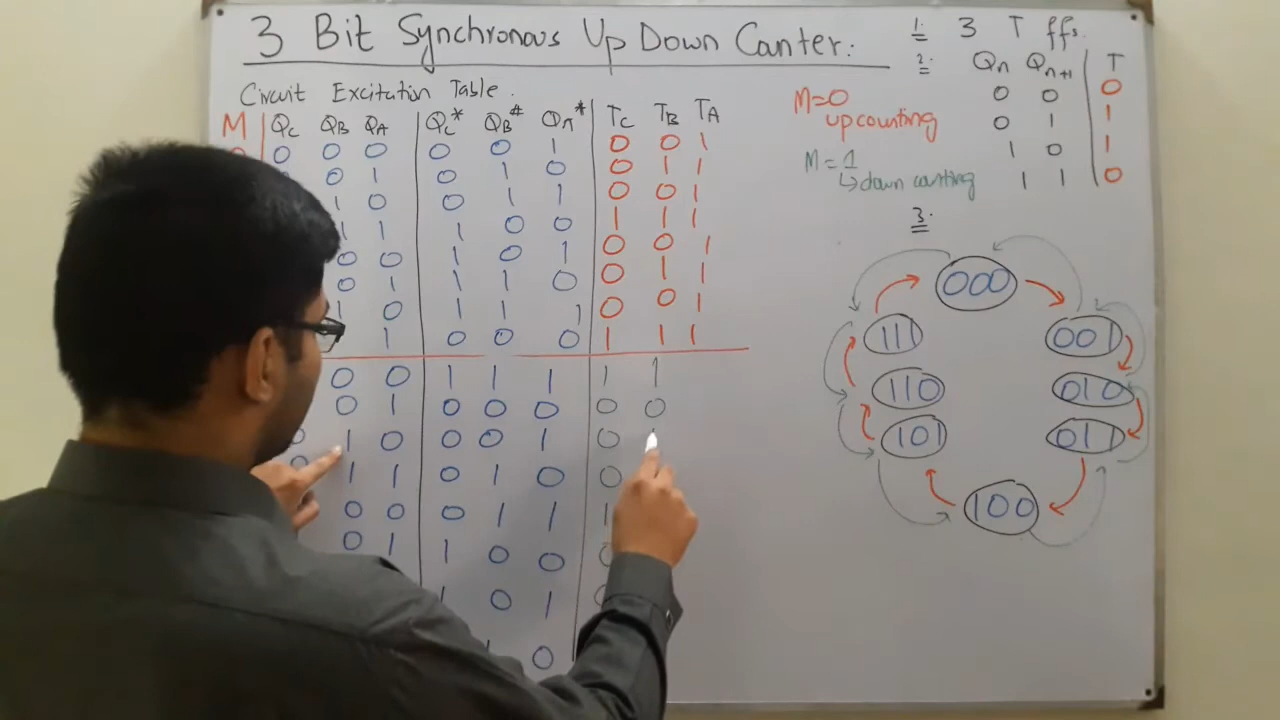 3 Bit Synchronous Up Down Canter:
Circuit Excitation Table.
M QC QB QA QC* QB* QA* TC TB TA
0 0 0 0 0 1 0 0 1
0 1 0 1 0 0 1 1
1 0 0 1 1 0 0 1
1 1 1 0 0 1 1 1
0 0 1 0 1 0 0 1
0 1 1 1 0 0 1 1
1 0 1 1 1 0 0 1
1 0 0 0 1 1 1
0 0 1 1 1 1 1
0 1 0 0 0 0 0
0 1 0 0 0 1 0
1 1 0 1 0 0
0 0 0 1 1 1
0 1 1 0 0
1 0 1
0
1: 3 T ffs.
2: Qn Qn+1 T
0 0 0
0 1 1
1 0 1
1 1 0
M=0
up counting
M=1
↳down canting
3:
000
111 001
110 010
101 011
100